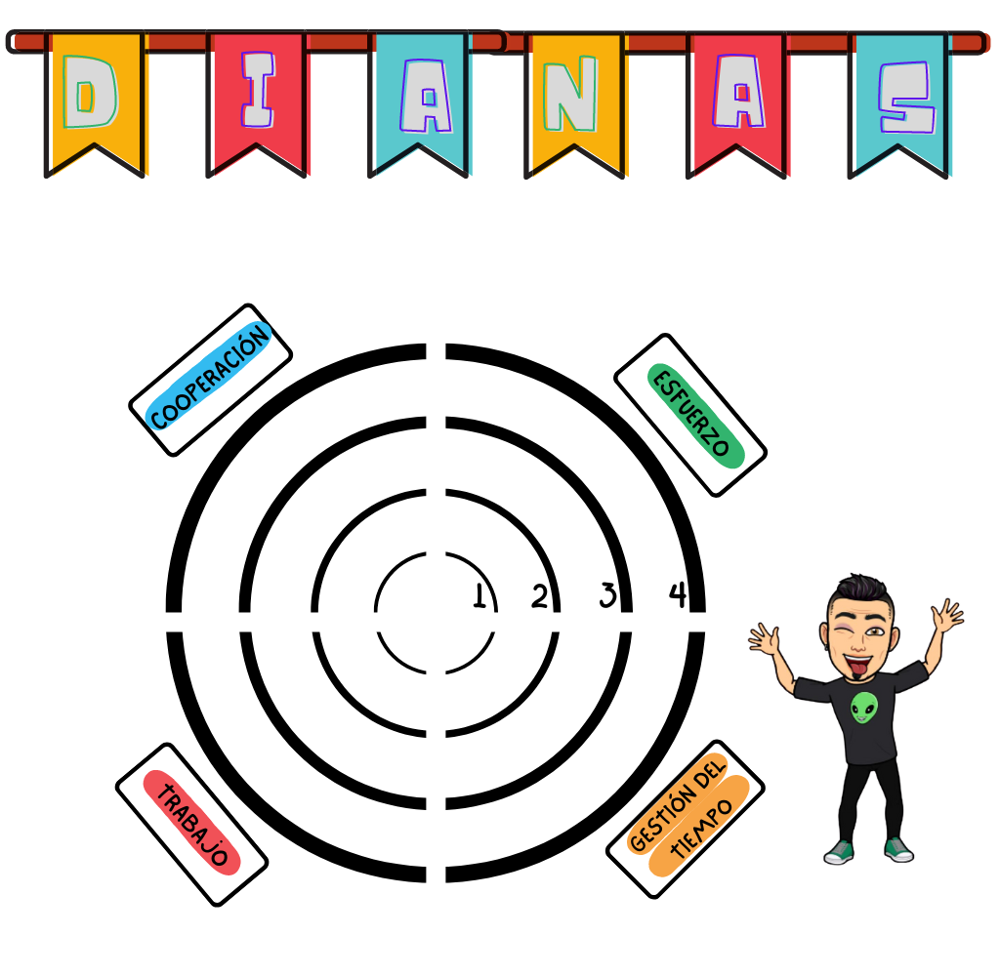 DIANAS
COOPERACIÓN
ESFUERZO
1 2 3 4
TRABAJO
GESTIÓN DEL
TIEMPO